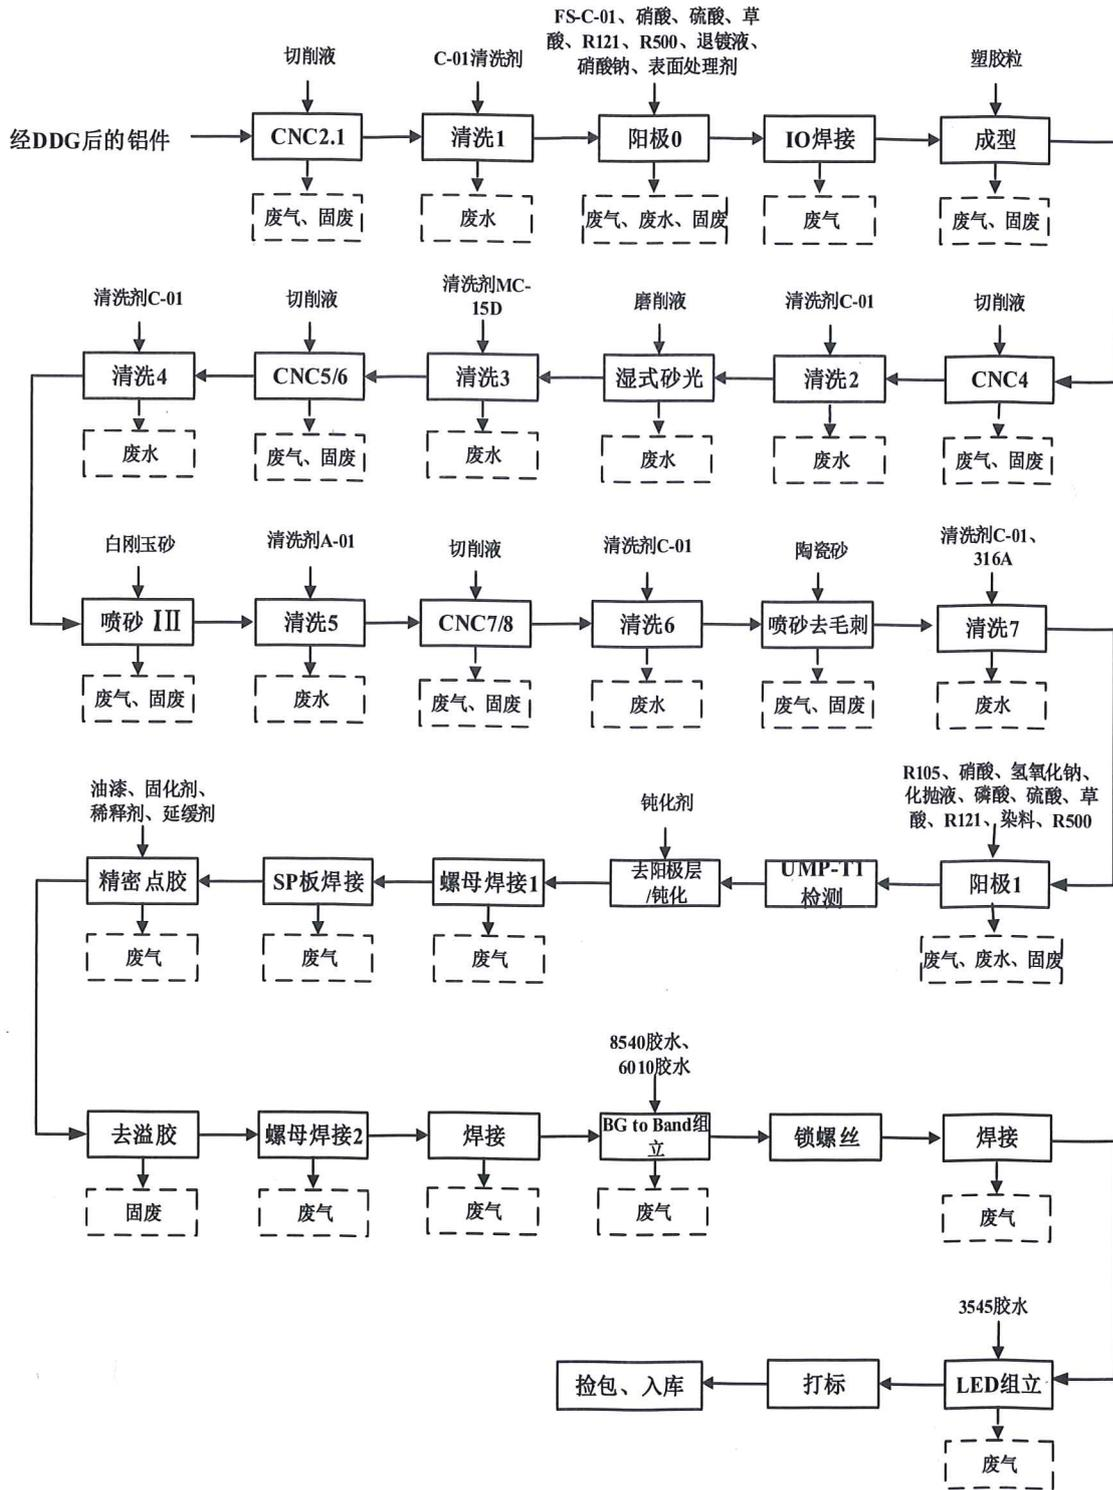 FS-C-01、硝酸、硫酸、草
酸、R121、R500、退镀液、
硝酸钠、表面处理剂
切削液
C-01清洗剂
塑胶粒
经DDG后的铝件
CNC2.1
清洗1
阳极0
IO焊接
成型
废气、固废
废水
废气、废水、固废
废气
废气、固废
清洗剂C-01
切削液
清洗剂MC-
15D
磨削液
清洗剂C-01
切削液
清洗4
CNC5/6
清洗3
湿式砂光
清洗2
CNC4
废水
废气、固废
废水
废水
废水
废气、固废
白刚玉砂
清洗剂A-01
切削液
清洗剂C-01
陶瓷砂
清洗剂C-01、
316A
喷砂 III
清洗5
CNC7/8
清洗6
喷砂去毛刺
清洗7
废气、固废
废水
废气、固废
废水
废气、固废
废水
油漆、固化剂、
稀释剂、延缓剂
钝化剂
R105、硝酸、氢氧化钠、
化抛液、磷酸、硫酸、草
酸、R121、染料、R500
精密点胶
SP板焊接
螺母焊接1
去阳极层
/钝化
UMP-T1
检测
阳极1
废气
废气
废气
废气、废水、固废
8540胶水、
6010胶水
去溢胶
螺母焊接2
焊接
BG to Band组
立
锁螺丝
焊接
固废
废气
废气
废气
废气
3545胶水
捡包、入库
打标
LED组立
废气